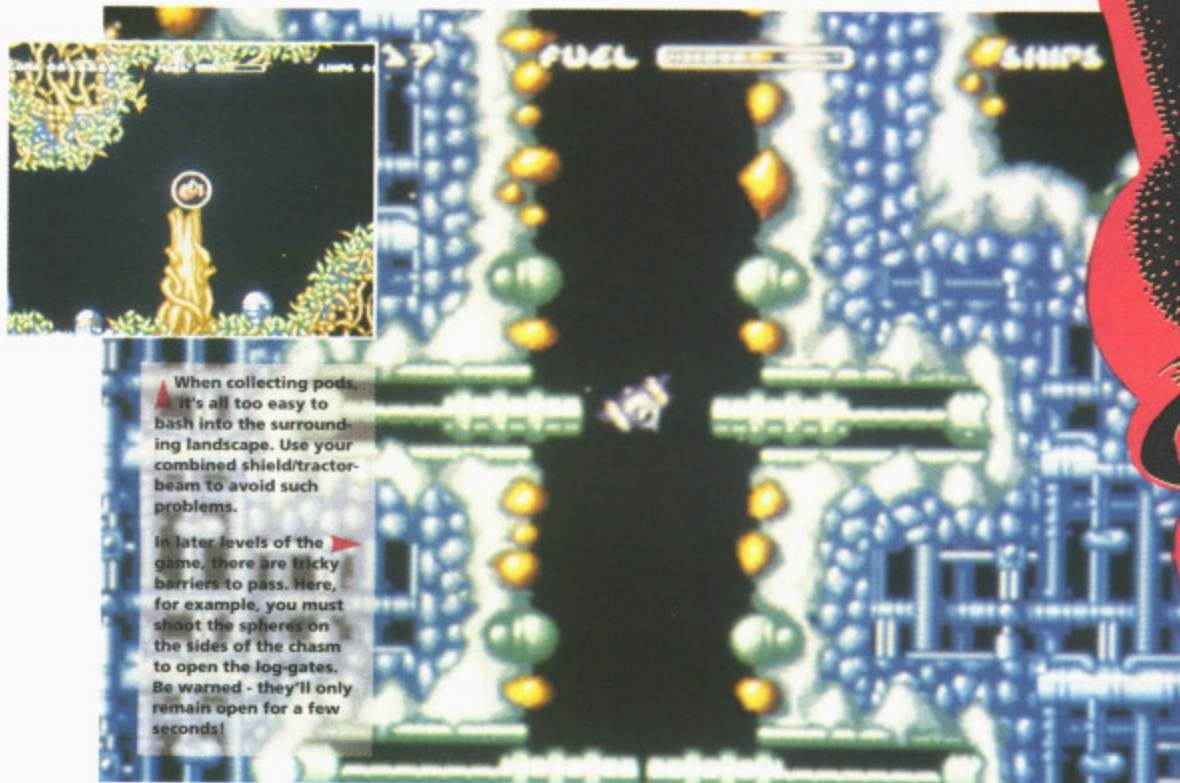 17 FUEL SHIPS
FUEL SHIPS
When collecting pods,
it's all too easy to
bash into the surround-
ing landscape. Use your
combined shield/tractor-
beam to avoid such
problems.
In later levels of the
game, there are tricky
barriers to pass. Here,
for example, you must
shoot the spheres on
the sides of the chasm
to open the log-gates.
Be warned - they'll only
remain open for a few
seconds!